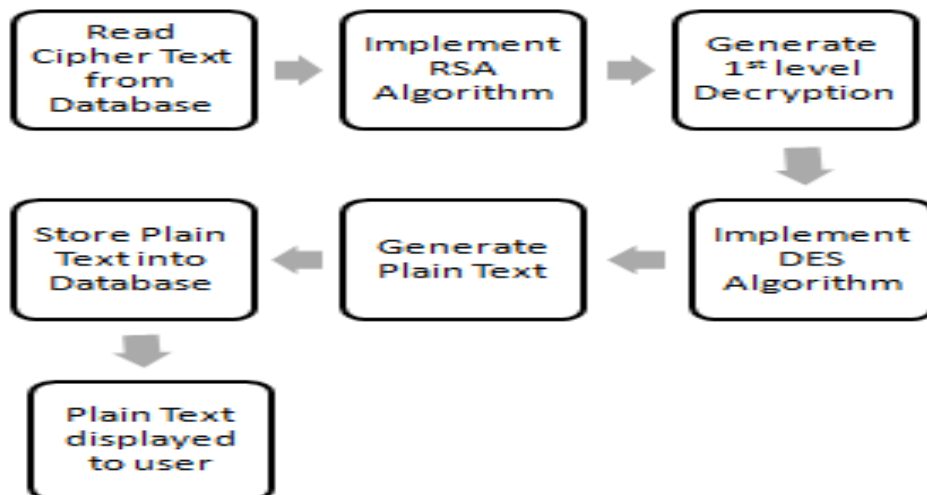 Read
Cipher Text
from
Database
Implement
RSA
Algorithm
Generate
1st level
Decryption
Implement
DES
Algorithm
Generate
Plain Text
Store Plain
Text into
Database
Plain Text
displayed
to user